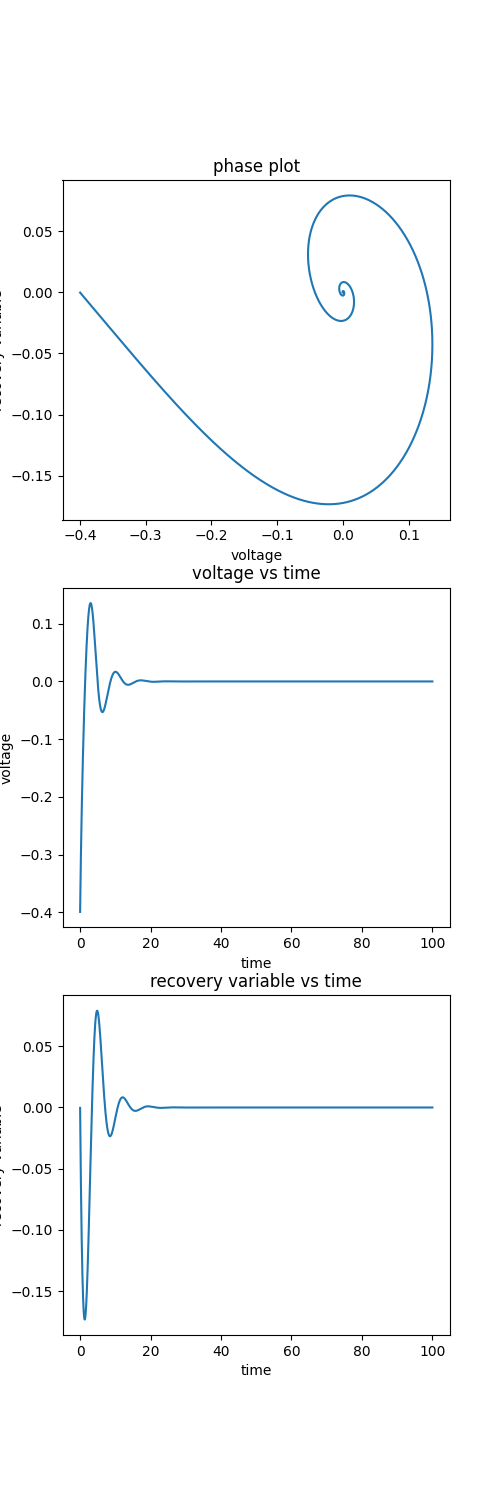 phase plot
0.05
0.00
−0.05
−0.10
−0.15
−0.4 −0.3 −0.2 −0.1 0.0 0.1
voltage
voltage vs time
0.1
0.0
−0.1
−0.2
−0.3
−0.4
voltage
0 20 40 60 80 100
time
recovery variable vs time
0.05
0.00
−0.05
−0.10
−0.15
0 20 40 60 80 100
time